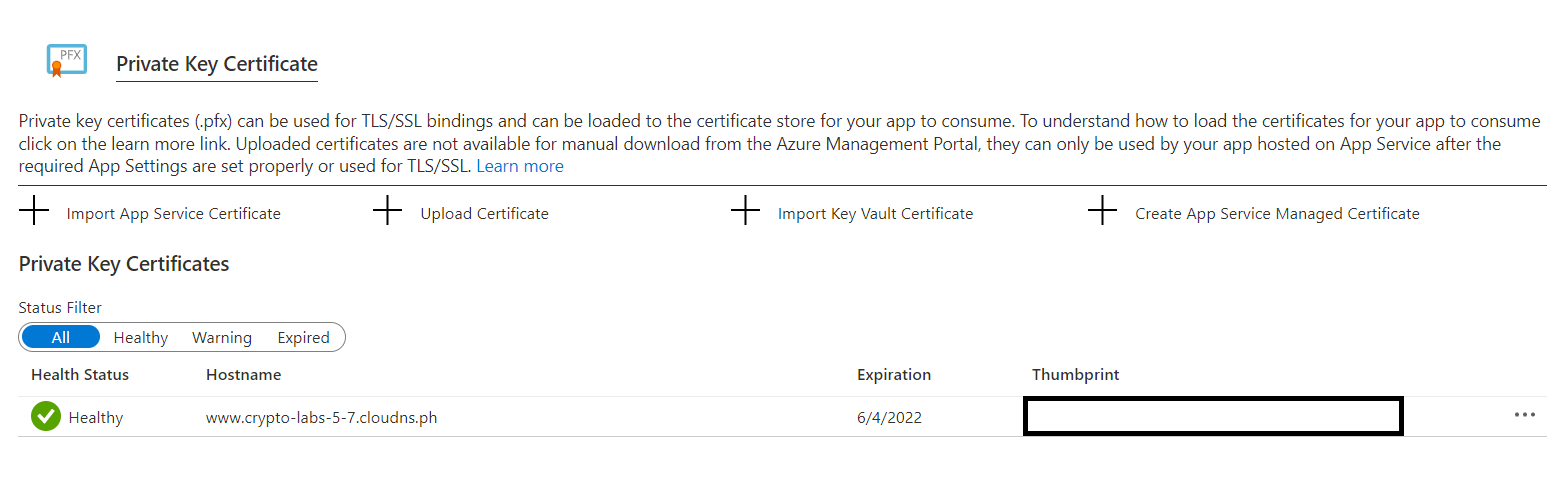 PFX
Private Key Certificate
Private key certificates (.pfx) can be used for TLS/SSL bindings and can be loaded to the certificate store for your app to consume. To understand how to load the certificates for your app to consume
click on the learn more link. Uploaded certificates are not available for manual download from the Azure Management Portal, they can only be used by your app hosted on App Service after the
required App Settings are set properly or used for TLS/SSL. Learn more
Import App Service Certificate Upload Certificate Import Key Vault Certificate Create App Service Managed Certificate
Private Key Certificates
Status Filter
All Healthy Warning Expired
Health Status Hostname Expiration Thumbprint
Healthy www.crypto-labs-5-7.cloudns.ph 6/4/2022